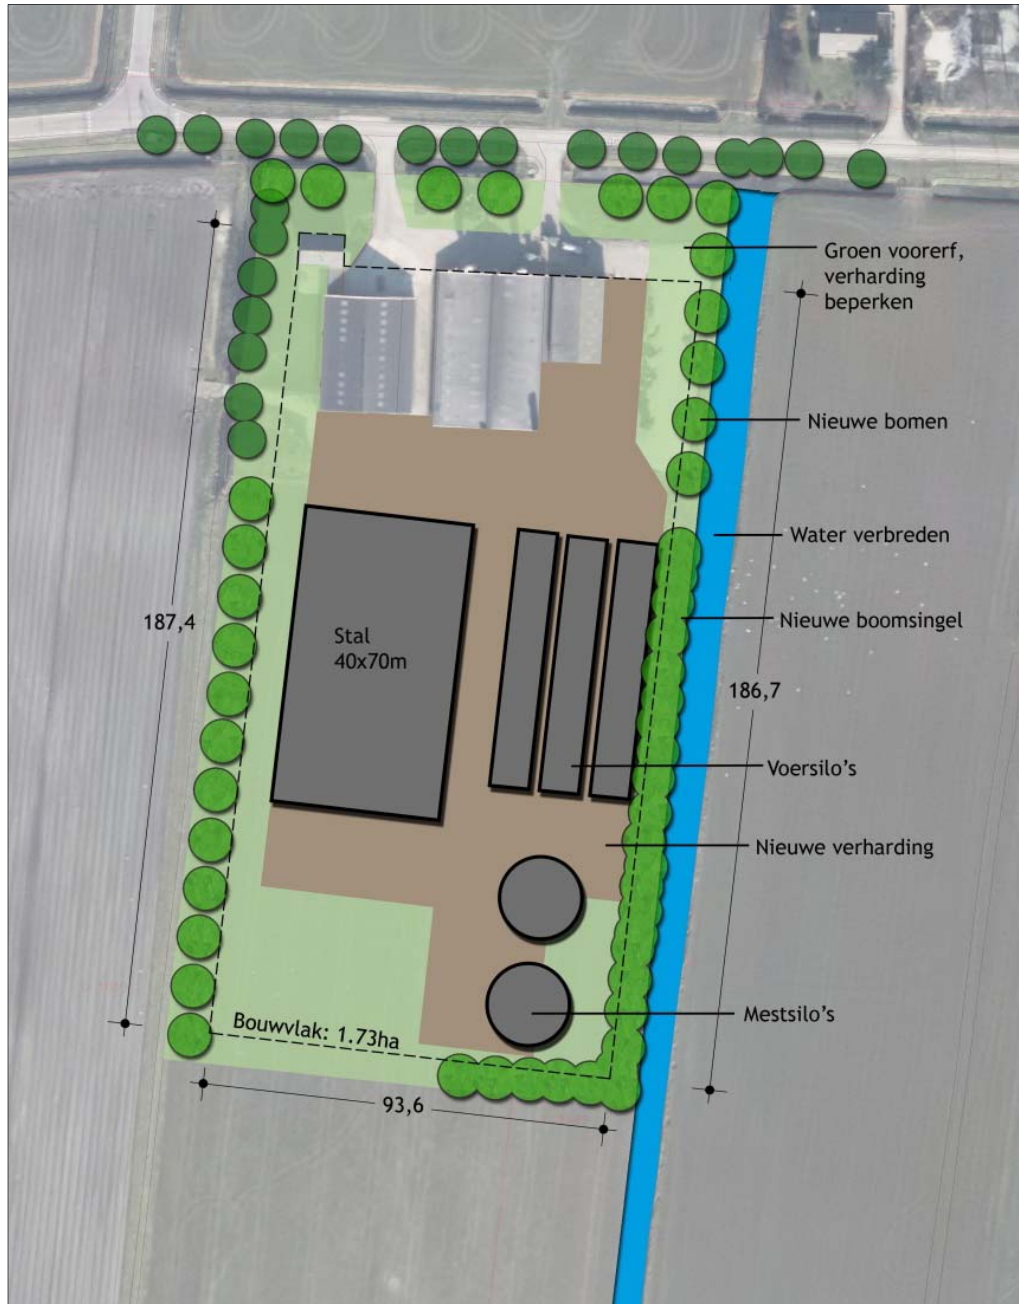 Groen voorerf,
verharding
beperken
Nieuwe bomen
Water verbreden
187,4
Nieuwe boomsingel
Stal
40x70m
186,7
Voersilo's
Nieuwe verharding
Mestsilo's
Bouwvlak: 1.73ha
93,6